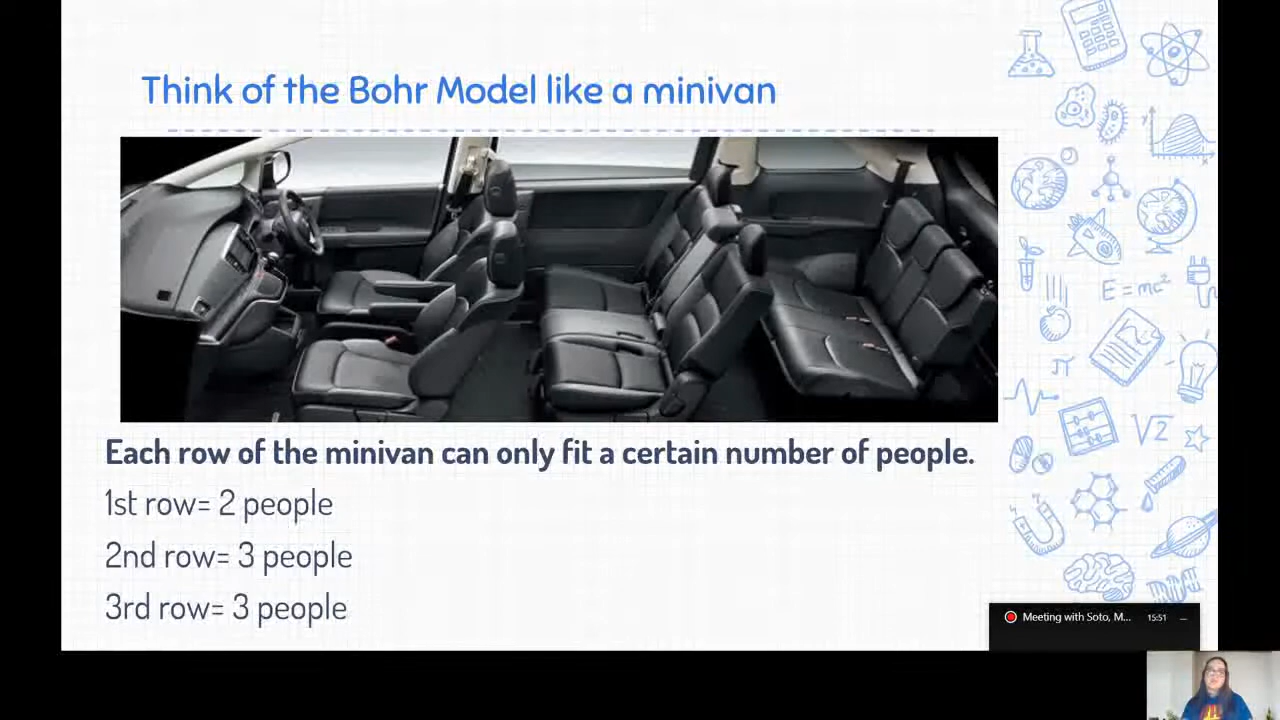 Think of the Bohr Model like a minivan
Each row of the minivan can only fit a certain number of people.
1st row= 2 people
2nd row= 3 people
3rd row= 3 people
E=mc²
π
√2
y
x
Meeting with Soto, M... 15:51